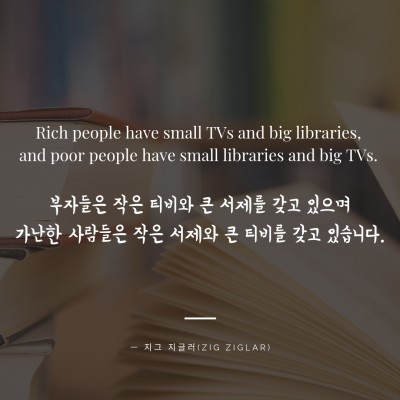 Rich people have small TVs and big libraries,
and poor people have small libraries and big TVs.
부자들은 작은 티비와 큰 서제를 갖고 있으며
가난한 사람들은 작은 서제와 큰 티비를 갖고 있습니다.
— 지그 지글러(ZIG ZIGLAR)